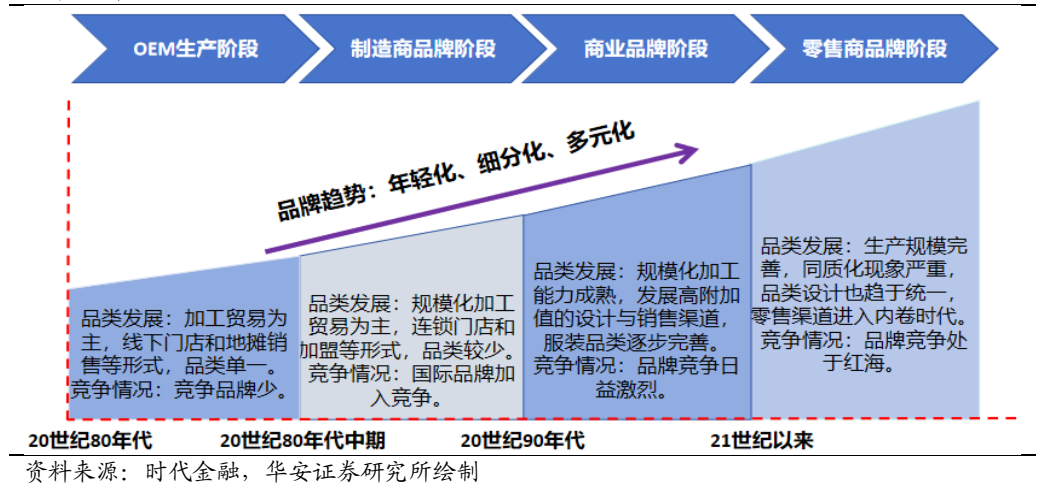 OEM生产阶段
制造商品牌阶段
商业品牌阶段
零售商品牌阶段
品牌趋势：年轻化、细分化、多元化
品类发展：加工贸易为
主，线下门店和地摊销
售等形式，品类单一。
竞争情况：竞争品牌少。
品类发展：规模化加工
贸易为主，连锁门店和
加盟等形式，品类较少。
竞争情况：国际品牌加
入竞争。
品类发展：规模化加工
能力成熟，发展高附加
值的设计与销售渠道，
服装品类逐步完善。
竞争情况：品牌竞争日
益激烈。
品类发展：生产规模完
善，同质化现象严重，
品类设计也趋于统一，
零售渠道进入内卷时代。
竞争情况：品牌竞争处
于红海。
20世纪80年代
20世纪80年代中期
20世纪90年代
21世纪以来
资料来源：时代金融，华安证券研究所绘制